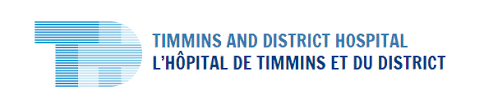 TIMMINS AND DISTRICT HOSPITAL
L'HÔPITAL DE TIMMINS ET DU DISTRICT